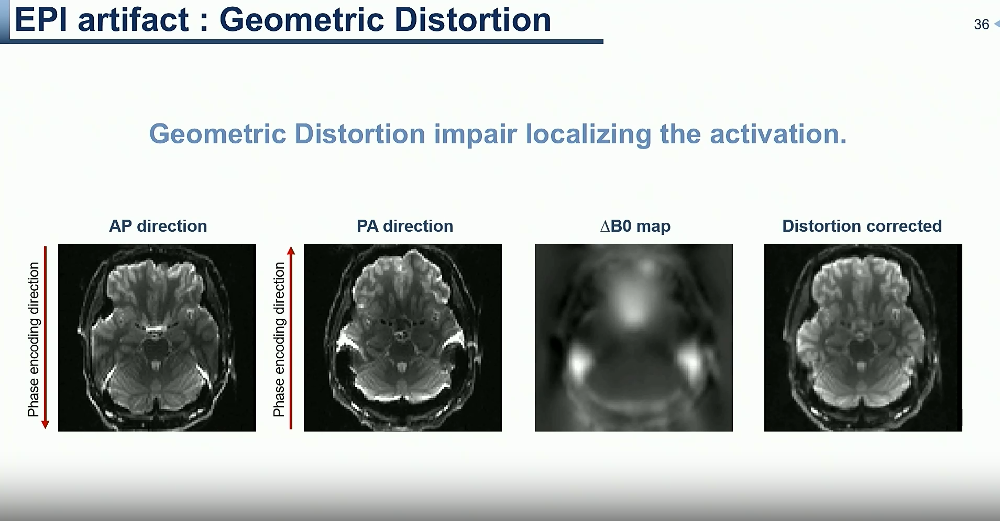 EPI artifact : Geometric Distortion
36
Geometric Distortion impair localizing the activation.
AP direction
PA direction
ΔB0 map
Distortion corrected
Phase encoding direction
Phase encoding direction